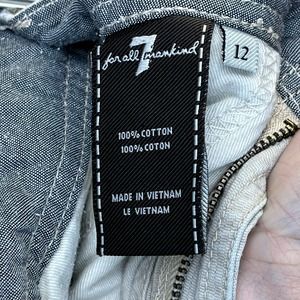 7
for all mankind
12
100% COTTON
100% COTON
MADE IN VIETNAM
LE VIETNAM